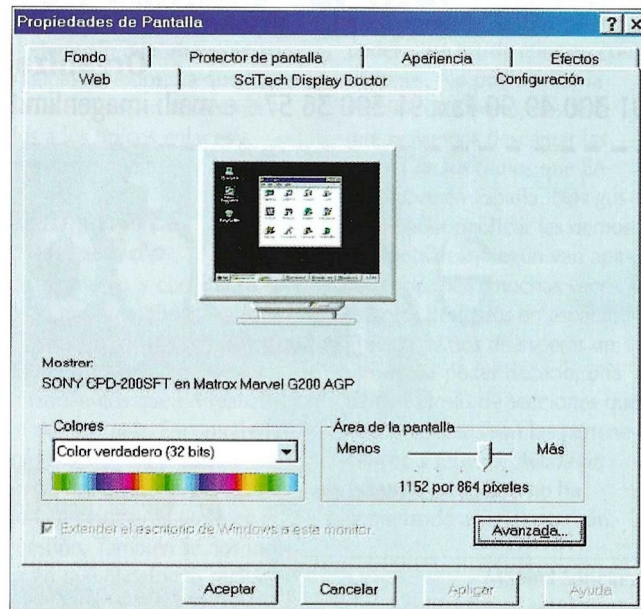 Propiedades de Pantalla
Fondo
Protector de pantalla
Apariencia
Efectos
Web
SciTech Display Doctor
Configuración
Mostrar:
SONY CPD-200SFT en Matrox Marvel G200 AGP
Colores
Color verdadero (32 bits)
Área de la pantalla
Menos
Más
1152 por 864 píxeles
Extender el escritorio de Windows a este monitor.
Avanzada...
Aceptar
Cancelar
Aplicar
Ayuda